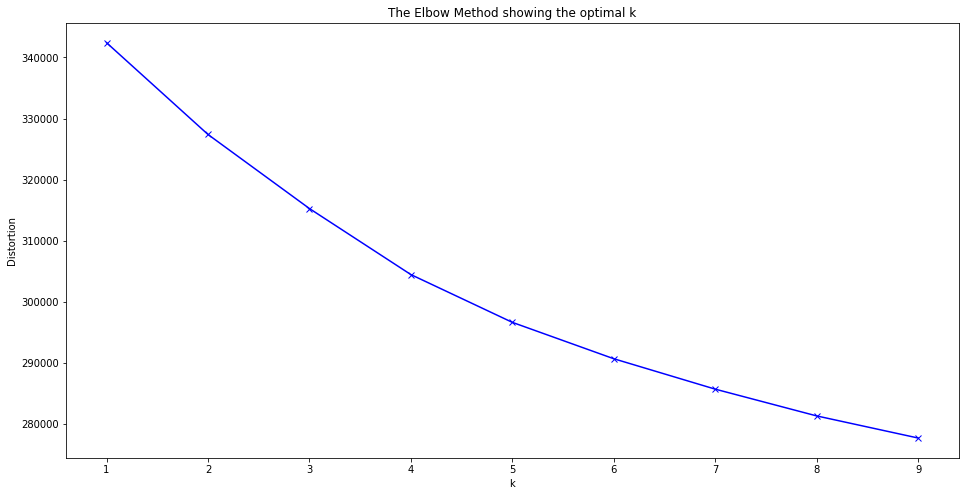 The Elbow Method showing the optimal k
340000
330000
320000
310000
300000
290000
280000
Distortion
1 2 3 4 5 6 7 8 9
k